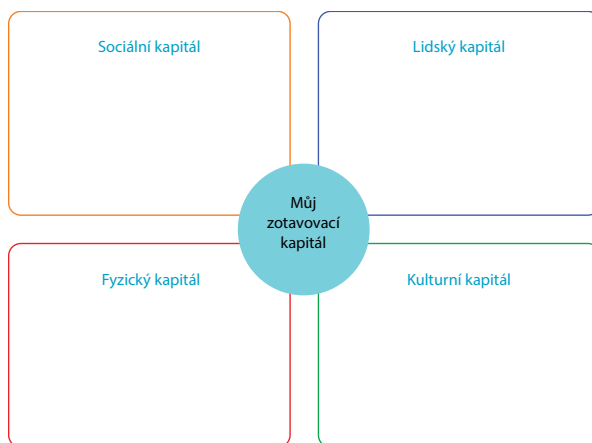 Sociální kapitál
Lidský kapitál
Můj
zotavovací
kapitál
Fyzický kapitál
Kulturní kapitál